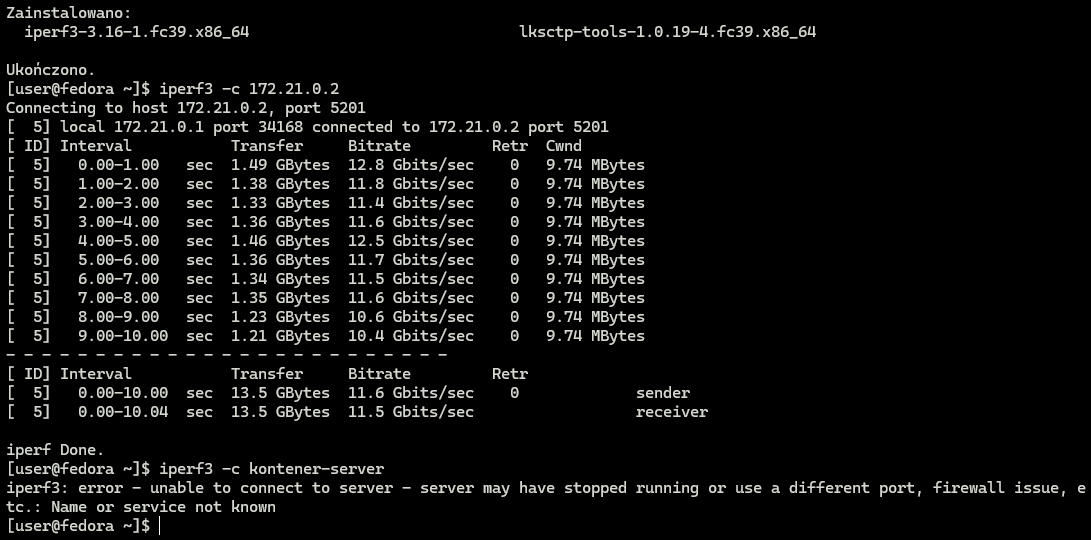 Zainstalowano:
  iperf3-3.16-1.fc39.x86_64                              lksctp-tools-1.0.19-4.fc39.x86_64

Ukończono.
[user@fedora ~]$ iperf3 -c 172.21.0.2
Connecting to host 172.21.0.2, port 5201
[  5] local 172.21.0.1 port 34168 connected to 172.21.0.2 port 5201
[ ID] Interval           Transfer     Bitrate         Retr  Cwnd
[  5]   0.00-1.00   sec  1.49 GBytes  12.8 Gbits/sec    0   9.74 MBytes
[  5]   1.00-2.00   sec  1.38 GBytes  11.8 Gbits/sec    0   9.74 MBytes
[  5]   2.00-3.00   sec  1.33 GBytes  11.4 Gbits/sec    0   9.74 MBytes
[  5]   3.00-4.00   sec  1.36 GBytes  11.6 Gbits/sec    0   9.74 MBytes
[  5]   4.00-5.00   sec  1.46 GBytes  12.5 Gbits/sec    0   9.74 MBytes
[  5]   5.00-6.00   sec  1.36 GBytes  11.7 Gbits/sec    0   9.74 MBytes
[  5]   6.00-7.00   sec  1.34 GBytes  11.5 Gbits/sec    0   9.74 MBytes
[  5]   7.00-8.00   sec  1.35 GBytes  11.6 Gbits/sec    0   9.74 MBytes
[  5]   8.00-9.00   sec  1.23 GBytes  10.6 Gbits/sec    0   9.74 MBytes
[  5]   9.00-10.00  sec  1.21 GBytes  10.4 Gbits/sec    0   9.74 MBytes
- - - - - - - - - - - - - - - - - - - - - - - - -
[ ID] Interval           Transfer     Bitrate         Retr
[  5]   0.00-10.00  sec  13.5 GBytes  11.6 Gbits/sec    0             sender
[  5]   0.00-10.04  sec  13.5 GBytes  11.5 Gbits/sec                  receiver

iperf Done.
[user@fedora ~]$ iperf3 -c kontener-server
iperf3: error - unable to connect to server - server may have stopped running or use a different port, firewall issue, e
tc.: Name or service not known
[user@fedora ~]$